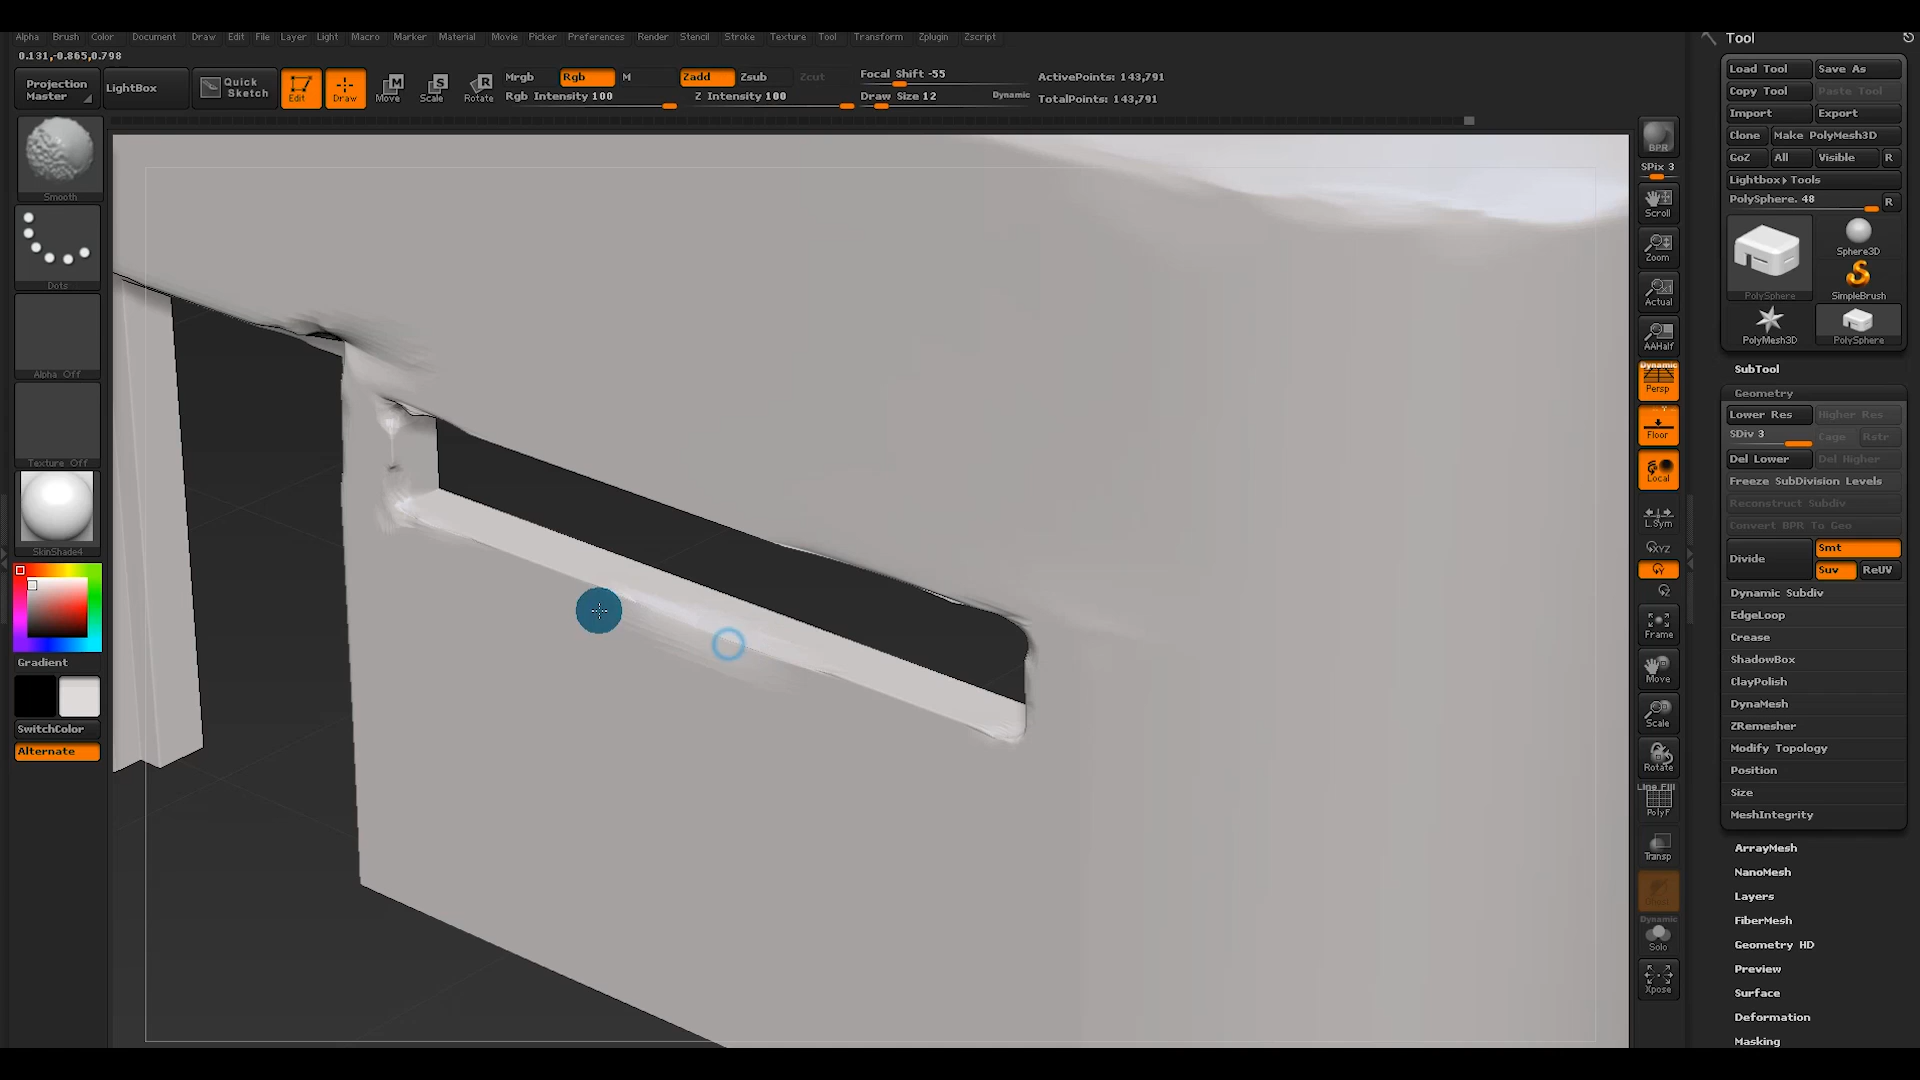 Alpha Brush Color Document Draw Edit File Layer Light Macro Marker Material Movie Picker Preferences Render Stencil Stroke Texture Tool Transform Zplugin Zscript
0.131,-0.865,0.798
Projection Master
LightBox
Quick Sketch
Edit
Draw
Move
Scale
Rotate
Mrgb Rgb M
Rgb Intensity 100
Zadd Zsub Zcut
Z Intensity 100
Focal Shift -55
Draw Size 12 Dynamic
ActivePoints: 143,791
TotalPoints: 143,791
Smooth
Dots
Alpha Off
Texture Off
SkinShade4
Gradient
SwitchColor
Alternate
BPR
SPix 3
Scroll
Zoom
Actual
AAHalf
Dynamic
Persp
Floor
Local
L.Sym
XYZ
Y
Z
Frame
Move
Scale
Rotate
Line Fill
PolyF
Transp
Ghost
Dynamic
Solo
Xpose
Tool
Load Tool Save As
Copy Tool Paste Tool
Import Export
Clone Make PolyMesh3D
GoZ All Visible R
Lightbox▸Tools
PolySphere. 48 R
PolySphere
Sphere3D
SimpleBrush
PolyMesh3D
PolySphere
SubTool
Geometry
Lower Res Higher Res
SDiv 3 Cage Rstr
Del Lower Del Higher
Freeze SubDivision Levels
Reconstruct Subdiv
Convert BPR To Geo
Divide Smt
Suv ReUV
Dynamic Subdiv
EdgeLoop
Crease
ShadowBox
ClayPolish
DynaMesh
ZRemesher
Modify Topology
Position
Size
MeshIntegrity
ArrayMesh
NanoMesh
Layers
FiberMesh
Geometry HD
Preview
Surface
Deformation
Masking